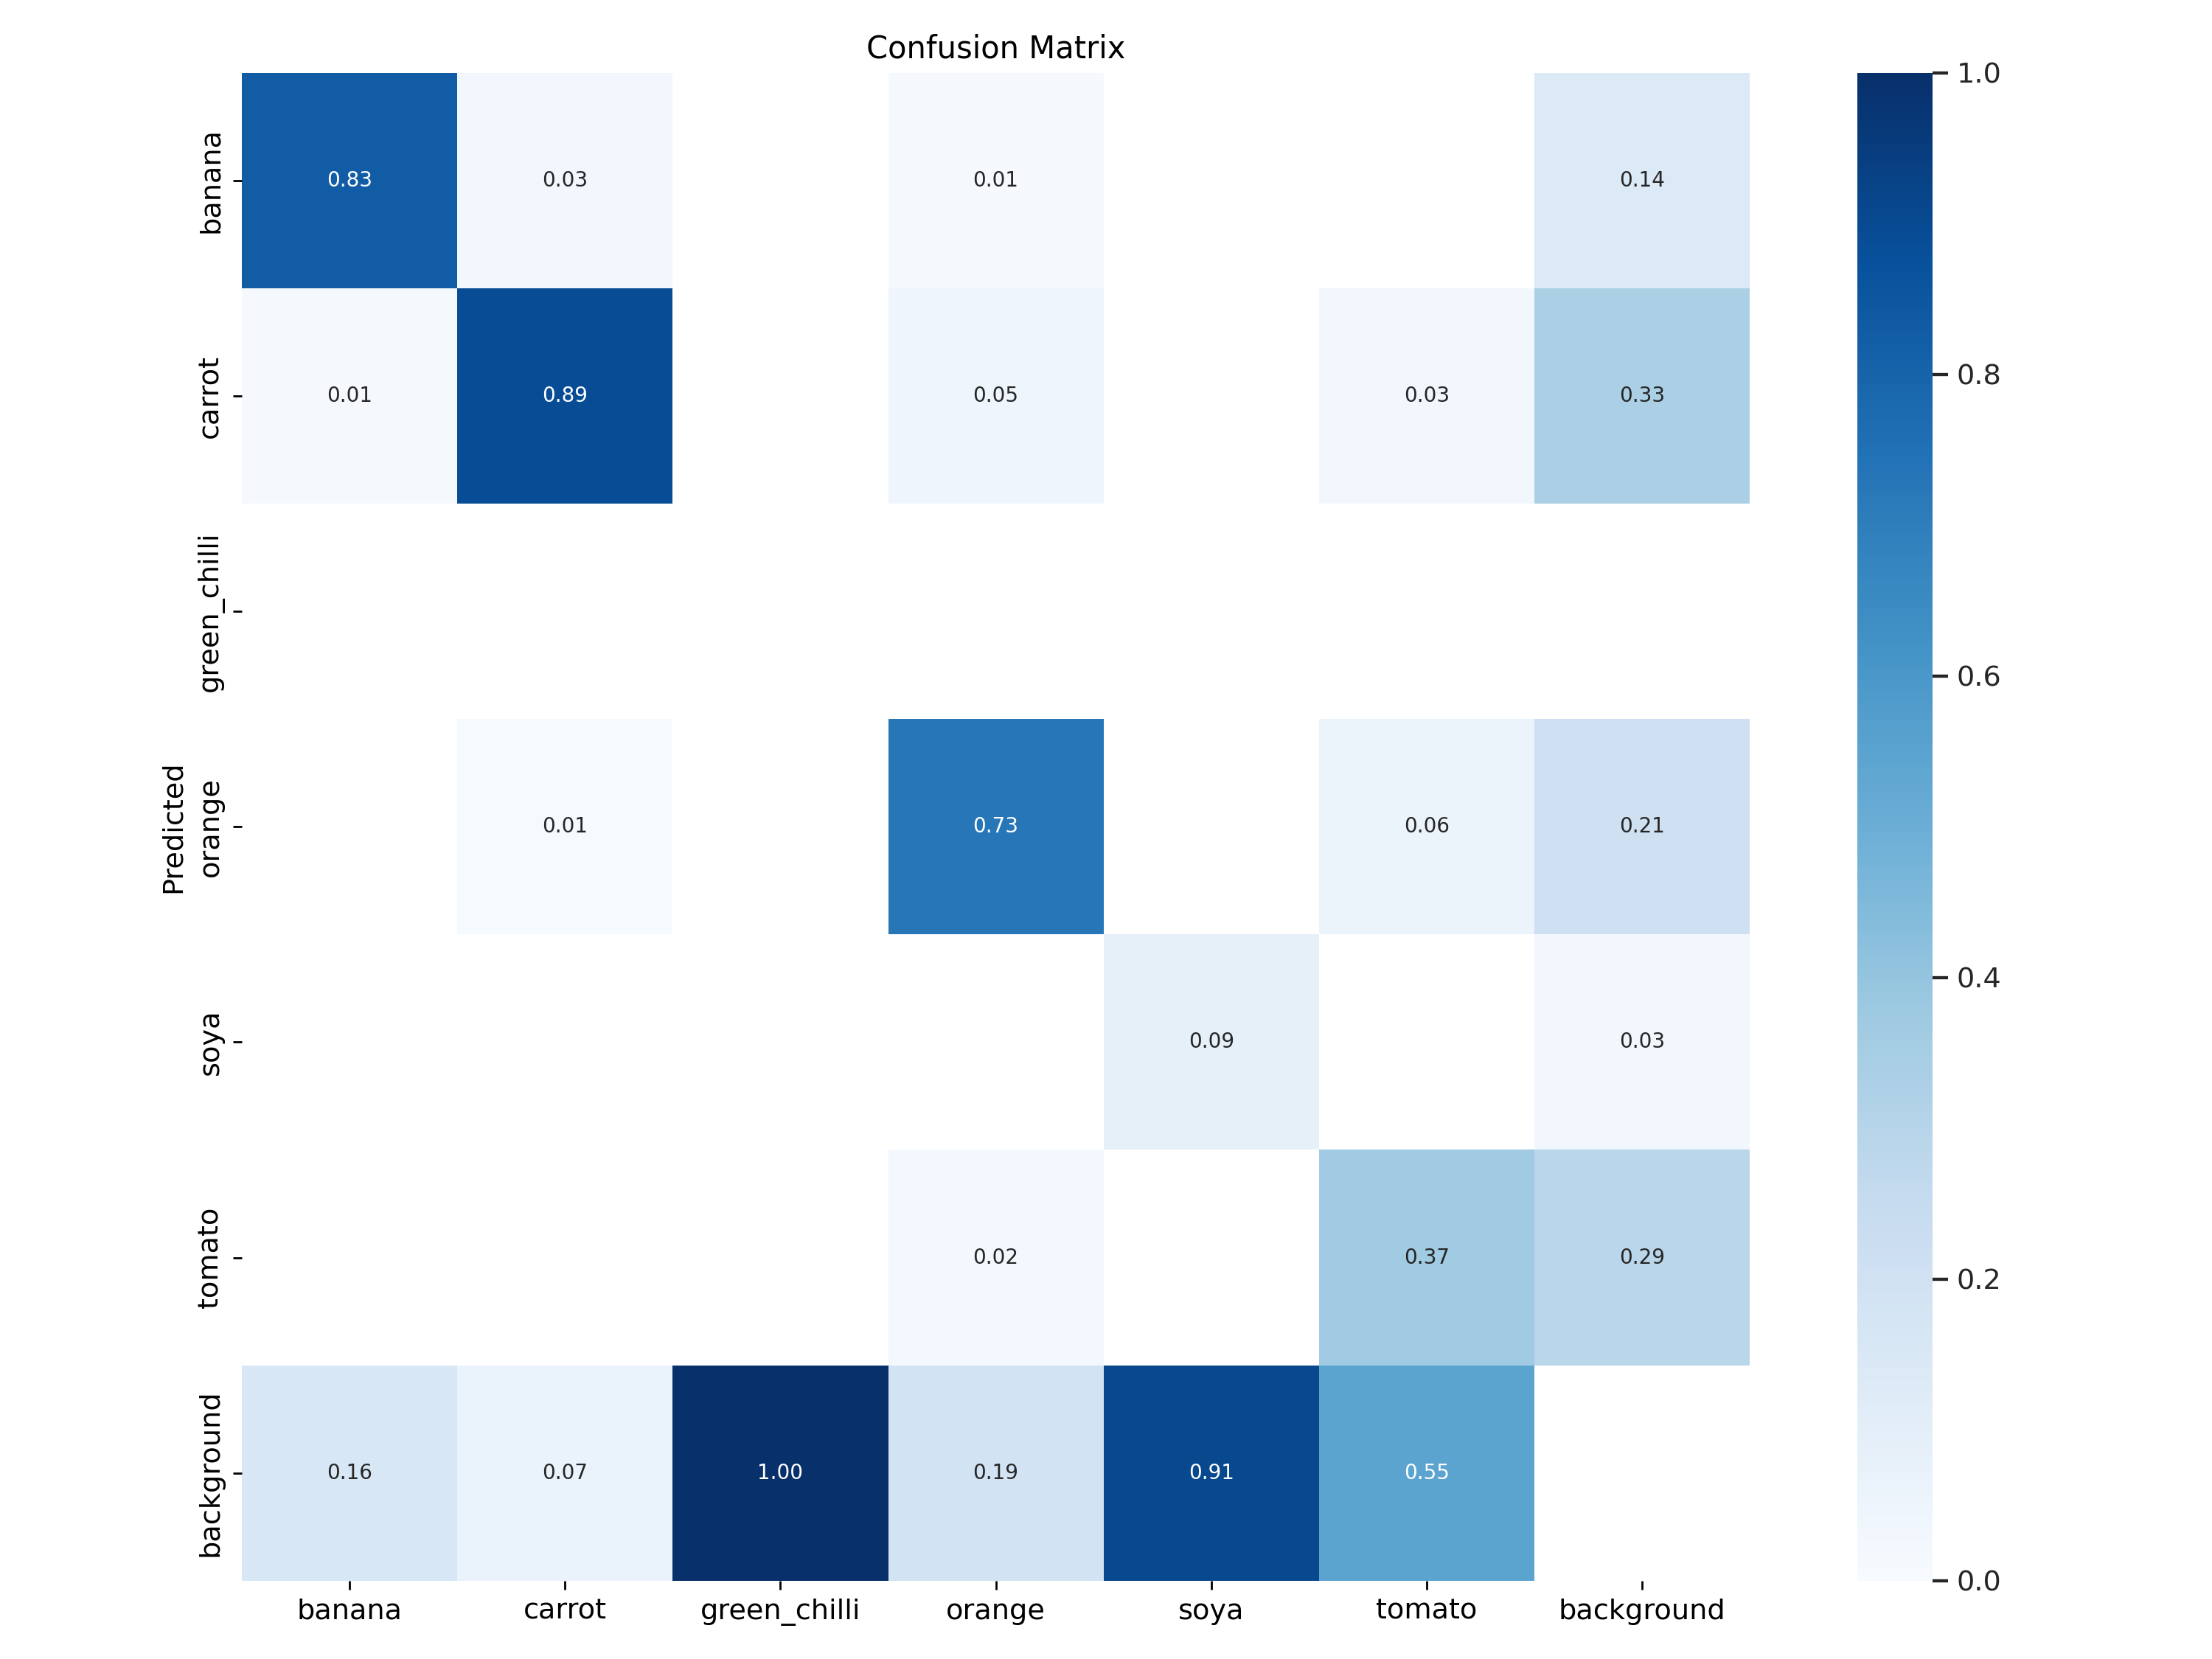 Confusion Matrix
Predicted
banana
0.83 0.03 0.01 0.14
carrot
0.01 0.89 0.05 0.03 0.33
green_chilli
orange
0.01 0.73 0.06 0.21
soya
0.09 0.03
tomato
0.02 0.37 0.29
background
0.16 0.07 1.00 0.19 0.91 0.55
banana carrot green_chilli orange soya tomato background
1.0
0.8
0.6
0.4
0.2
0.0